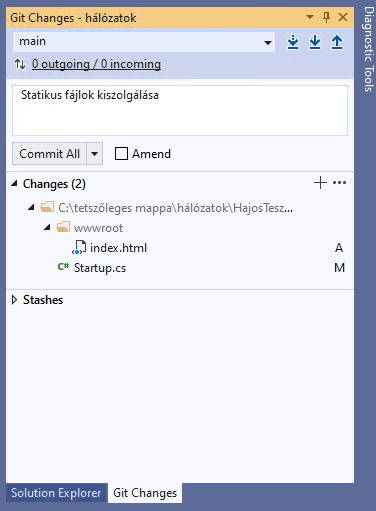 Git Changes - hálózatok
main
0 outgoing / 0 incoming
Statikus fájlok kiszolgálása
Commit All
Amend
Changes (2)
C:\tetszőleges mappa\hálózatok\HajosTesz...
wwwroot
index.html A
C# Startup.cs M
Stashes
Solution Explorer Git Changes
Diagnostic Tools